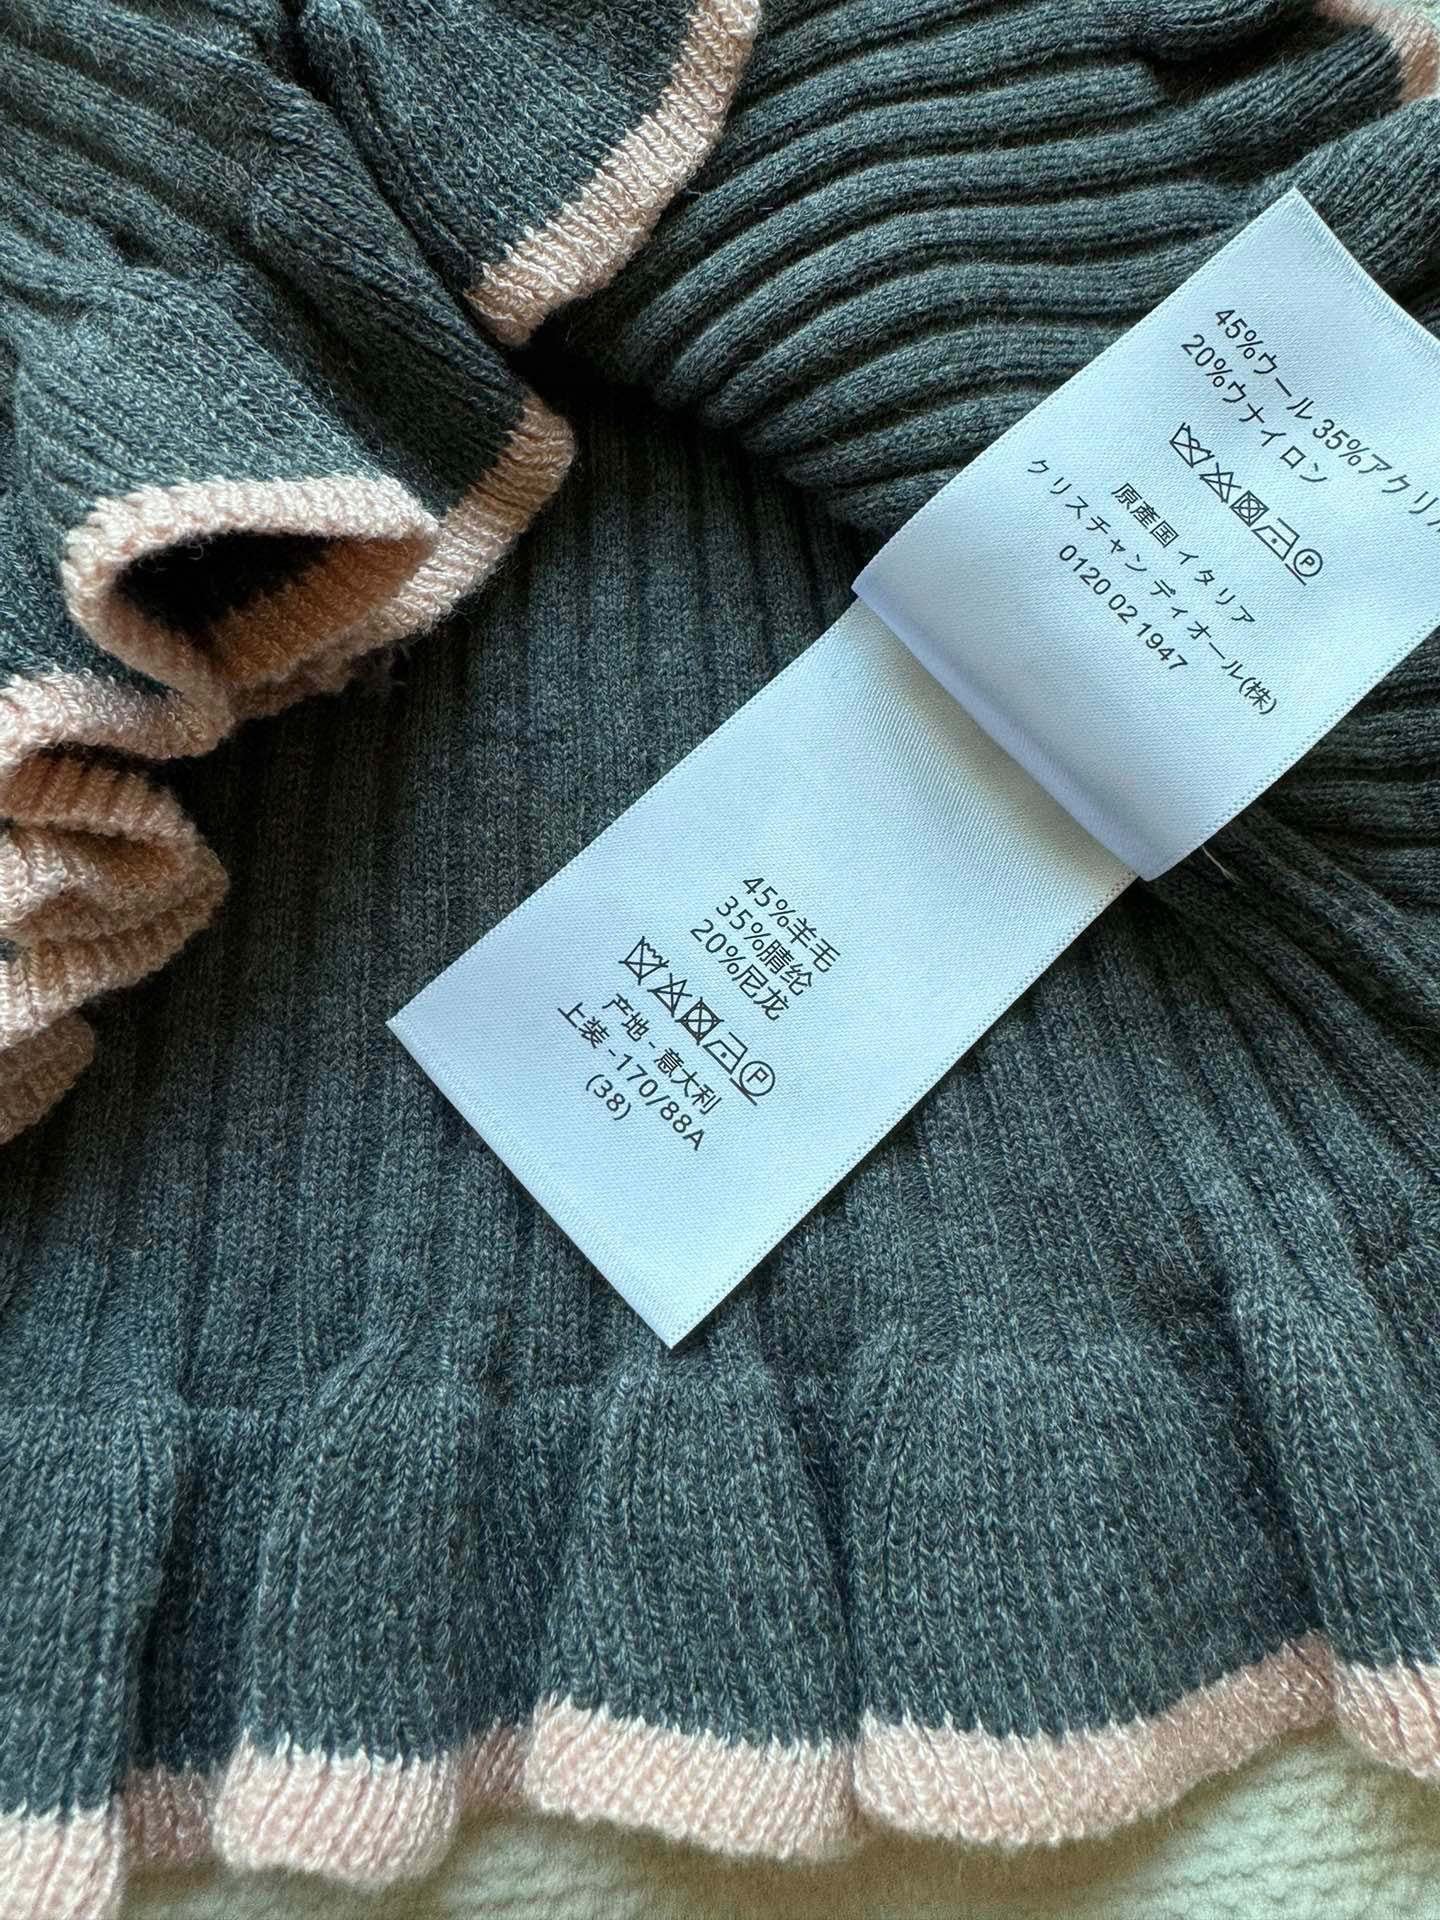 45%ウール 35%アクリル
20%ウナイロン
原産国 イタリア
クリスチャン ディオール(株)
0120 02 1947
45%羊毛
35%腈纶
20%尼龙
P
产地 - 意大利
上装 -170/88A
(38)